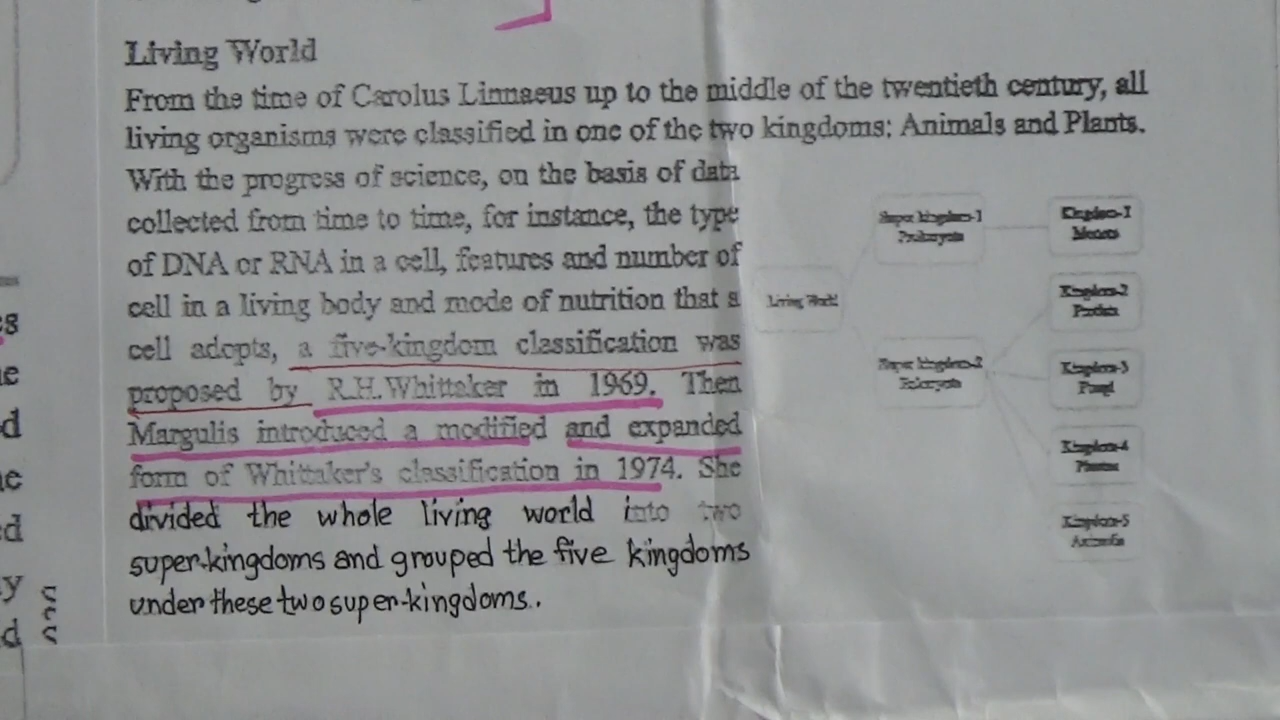 Living World
From the time of Carolus Linnaeus up to the middle of the twentieth century, all
living organisms were classified in one of the two kingdoms: Animals and Plants.
With the progress of science, on the basis of data
collected from time to time, for instance, the type
of DNA or RNA in a cell, features and number of
cell in a living body and mode of nutrition that a
cell adopts, a five-kingdom classification was
proposed by R.H.Whittaker in 1969. Then
Margulis introduced a modified and expanded
form of Whittaker's classification in 1974. She
divided the whole living world into two
super-kingdoms and grouped the five kingdoms
under these two super-kingdoms.
Living World
Super kingdom-1
Super kingdom-2
Kingdom-1
Kingdom-2
Kingdom-3
Fungi
Kingdom-4
Plantae
Kingdom-5
Animalia